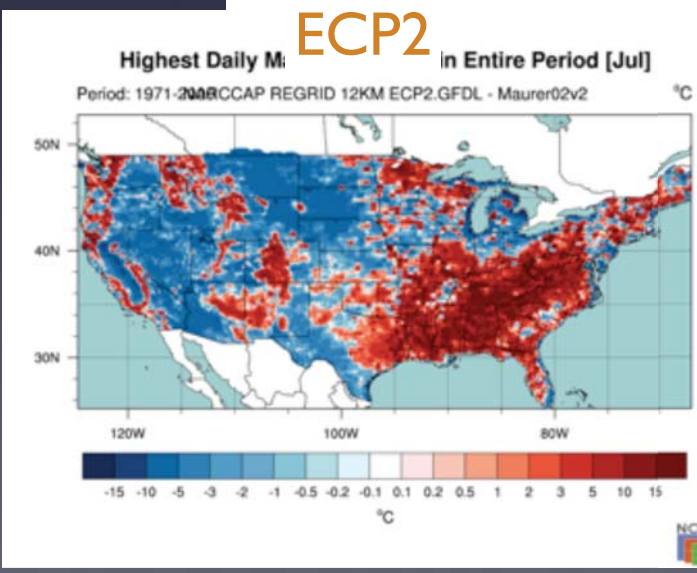 ECP2
Highest Daily Ma in Entire Period [Jul]
Period: 1971- NARCCAP REGRID 12KM ECP2.GFDL - Maurer02v2 °C
50N
40N
30N
120W 100W 80W
-15 -10 -5 -3 -2 -1 -0.5 -0.2 -0.1 0.1 0.2 0.5 1 2 3 5 10 15
°C
NC